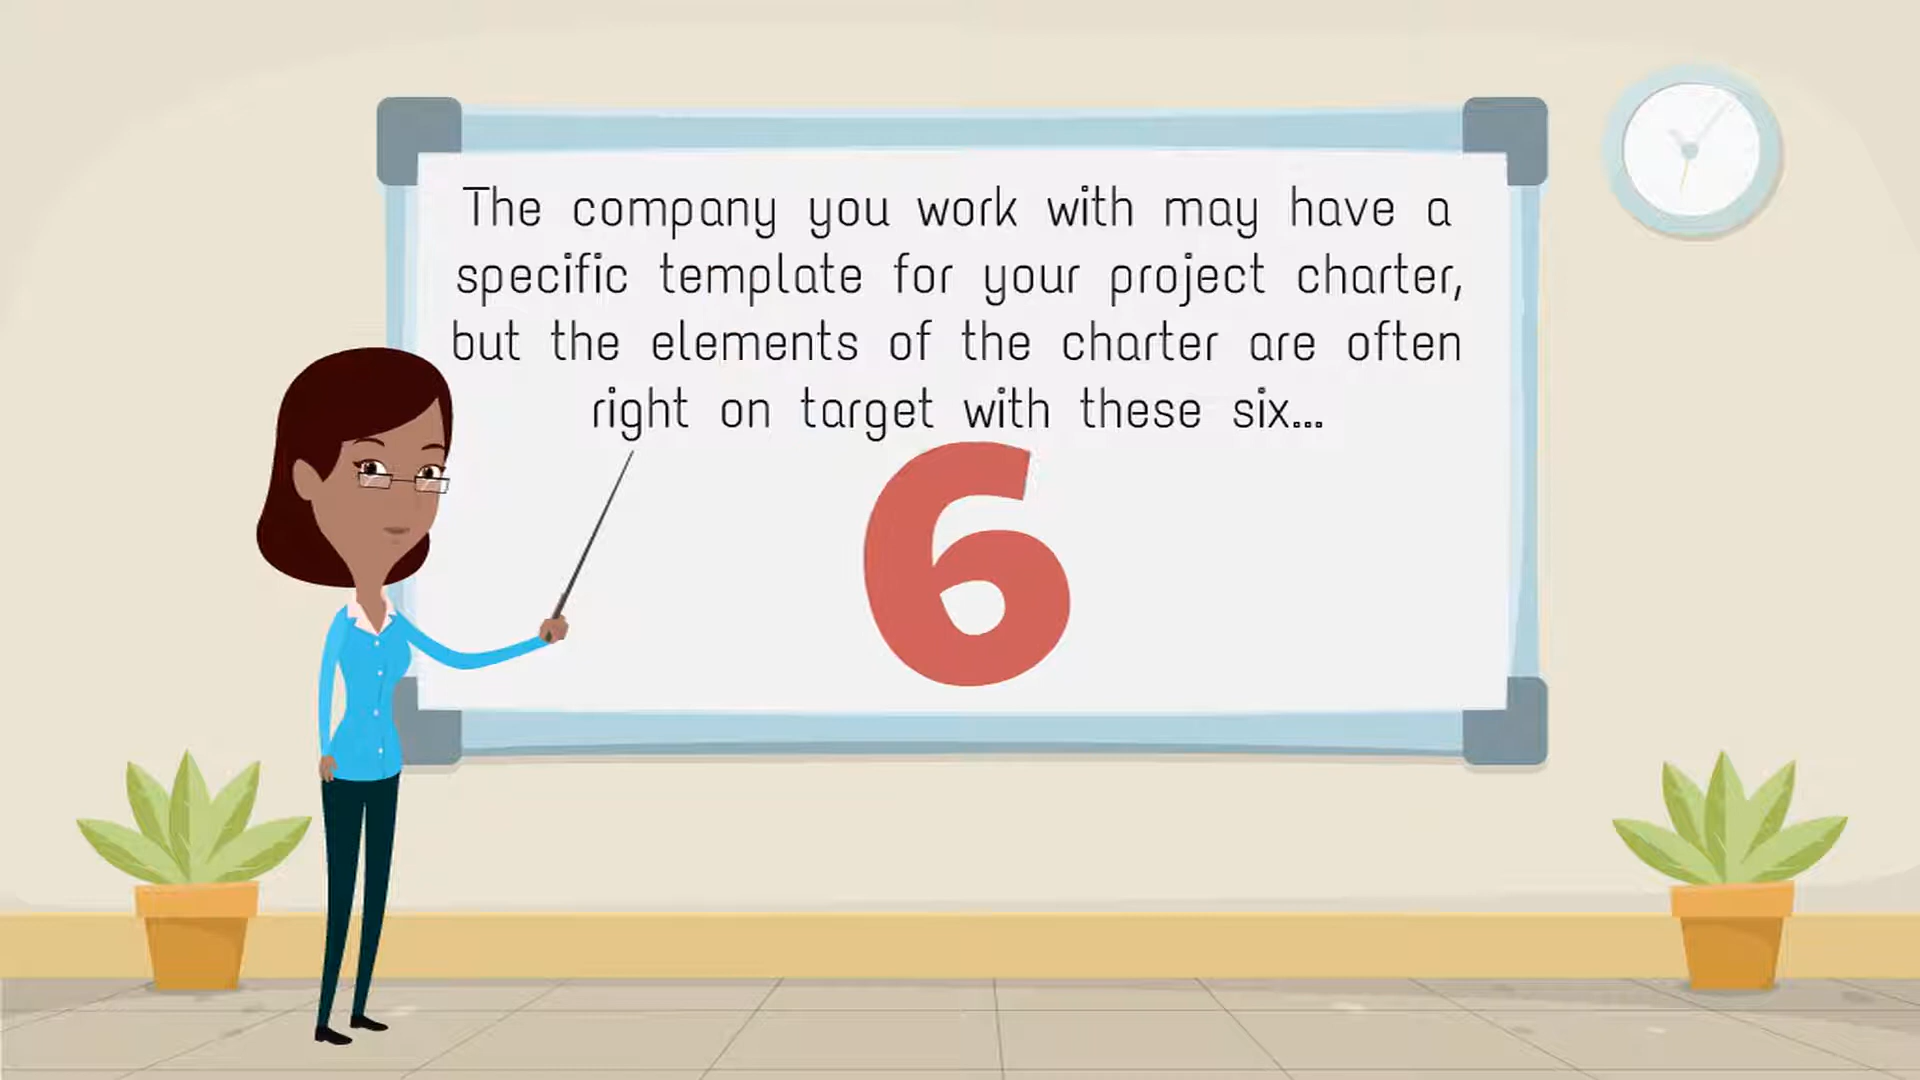 The company you work with may have a
specific template for your project charter,
but the elements of the charter are often
right on target with these six...
6